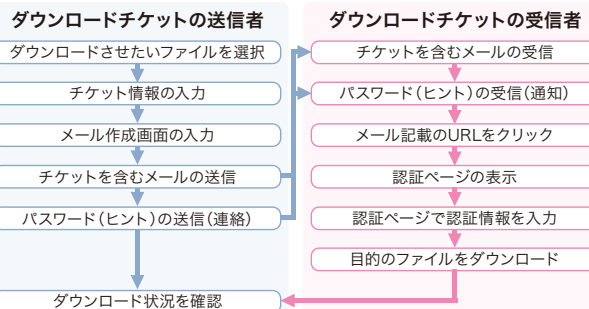 ダウンロードチケットの送信者
ダウンロードさせたいファイルを選択
チケット情報の入力
メール作成画面の入力
チケットを含むメールの送信
パスワード（ヒント）の送信（連絡）
ダウンロード状況を確認
ダウンロードチケットの受信者
チケットを含むメールの受信
パスワード（ヒント）の受信（通知）
メール記載のURLをクリック
認証ページの表示
認証ページで認証情報を入力
目的のファイルをダウンロード